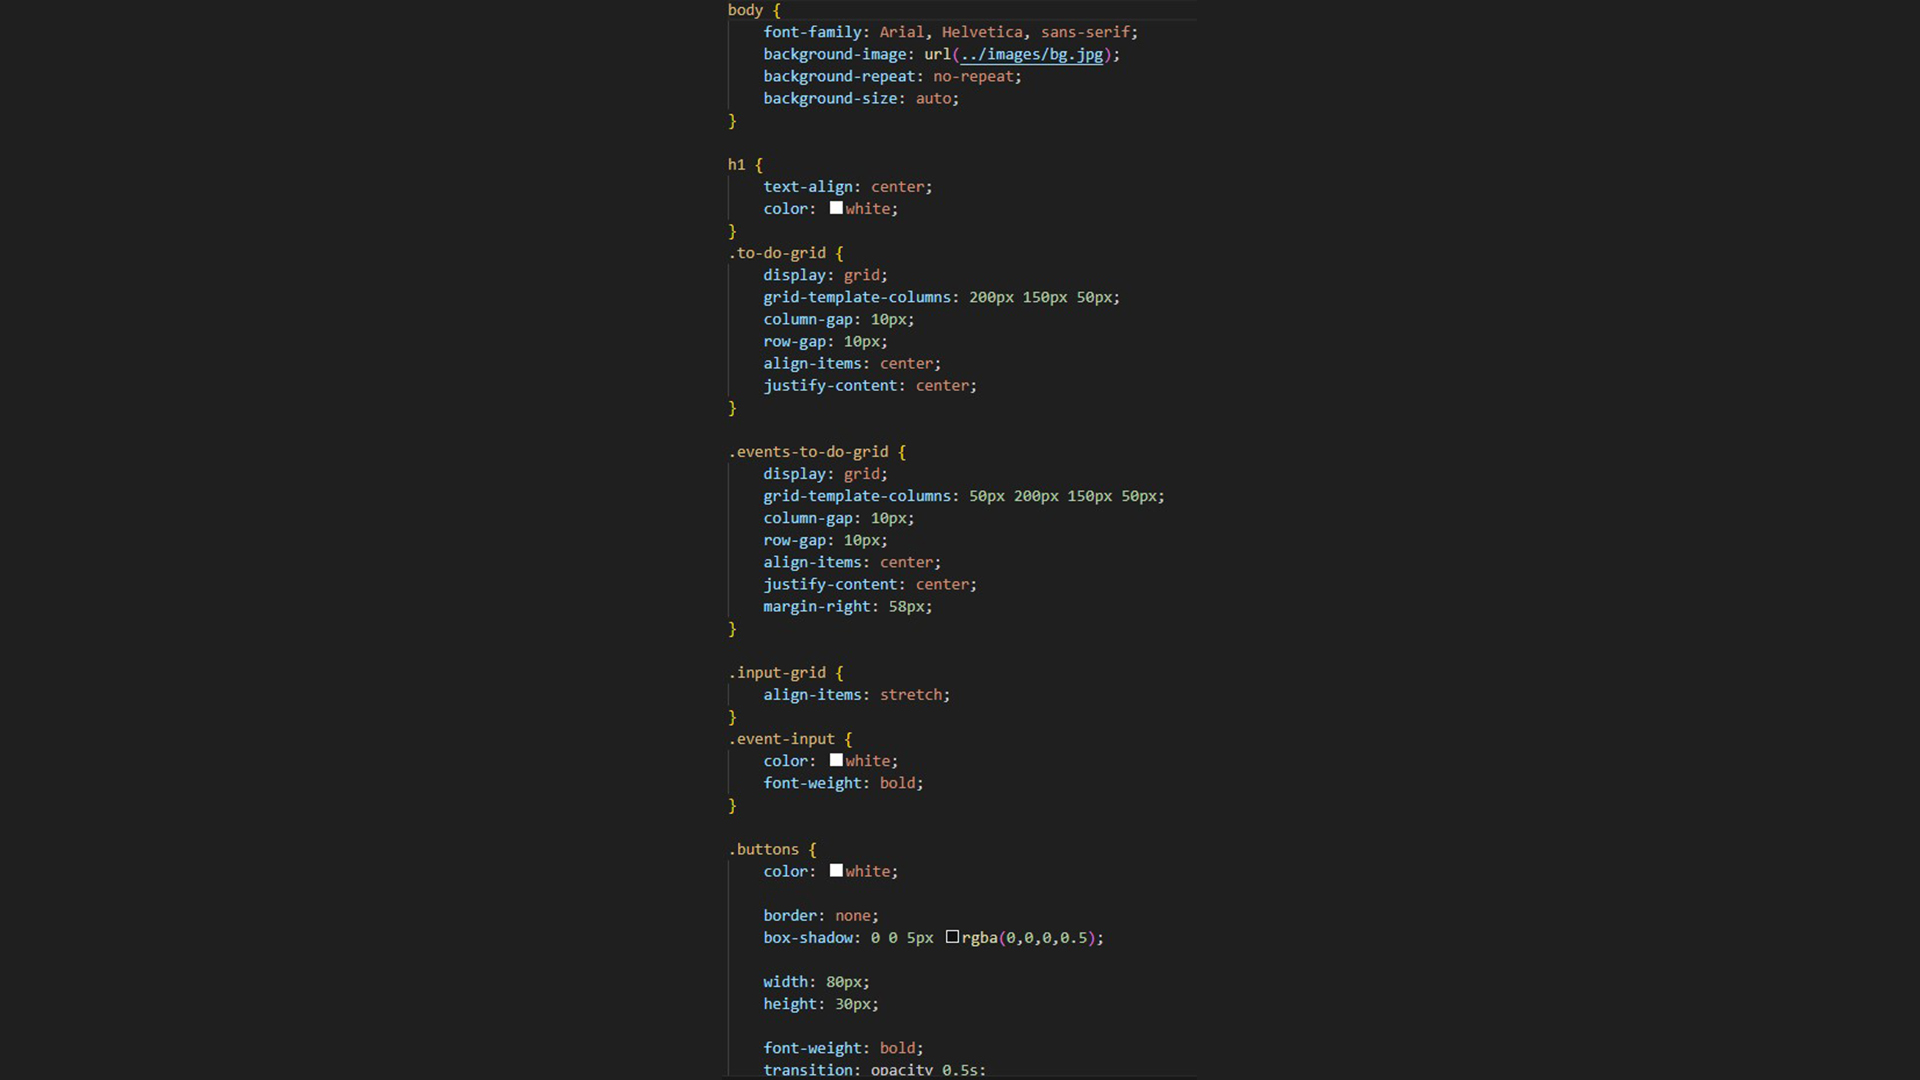 body {
    font-family: Arial, Helvetica, sans-serif;
    background-image: url(../images/bg.jpg);
    background-repeat: no-repeat;
    background-size: auto;
}
h1 {
    text-align: center;
    color: white;
}
.to-do-grid {
    display: grid;
    grid-template-columns: 200px 150px 50px;
    column-gap: 10px;
    row-gap: 10px;
    align-items: center;
    justify-content: center;
}
.events-to-do-grid {
    display: grid;
    grid-template-columns: 50px 200px 150px 50px;
    column-gap: 10px;
    row-gap: 10px;
    align-items: center;
    justify-content: center;
    margin-right: 58px;
}
.input-grid {
    align-items: stretch;
}
.event-input {
    color: white;
    font-weight: bold;
}
.buttons {
    color: white;
    border: none;
    box-shadow: 0 0 5px rgba(0,0,0,0.5);
    width: 80px;
    height: 30px;
    font-weight: bold;
    transition: opacity 0.5s;